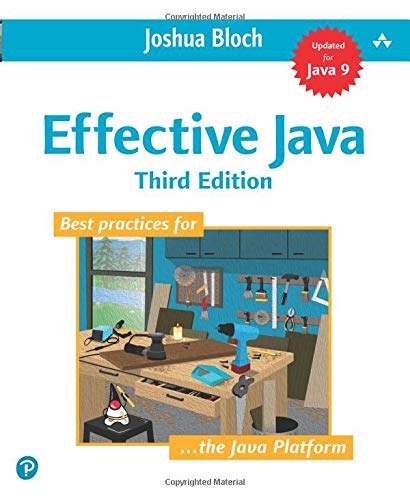 Copyrighted Material
Joshua Bloch
Updated
for
Java 9
Effective Java
Third Edition
Best practices for
...the Java Platform
P
Copyrighted Material